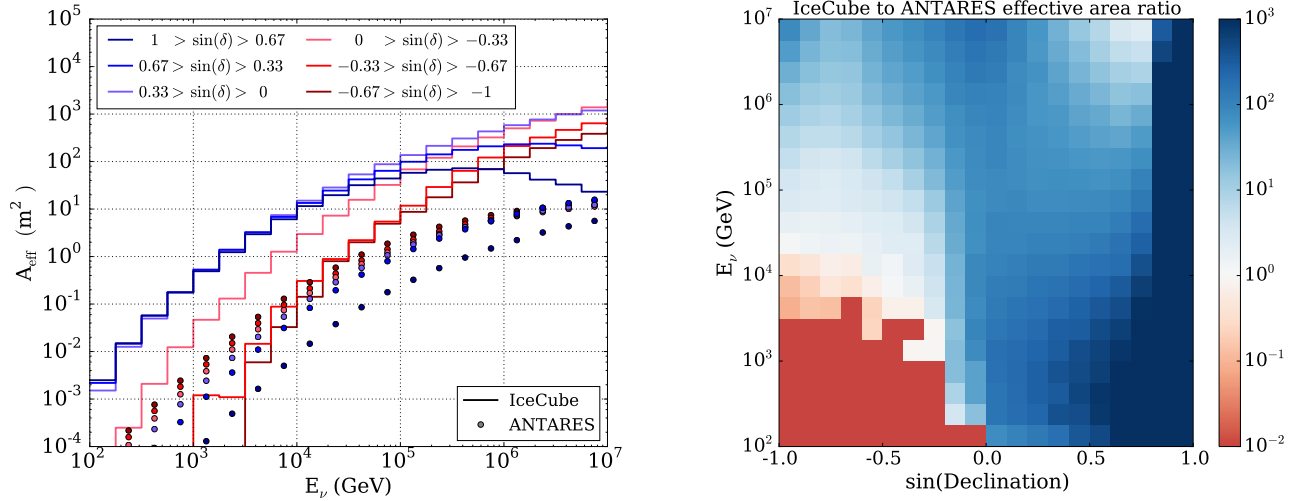 10^5
10^4
10^3
10^2
10^1
10^0
10^-1
10^-2
10^-3
10^-4
A_eff (m^2)
1 > sin(δ) > 0.67
0.67 > sin(δ) > 0.33
0.33 > sin(δ) > 0
0 > sin(δ) > −0.33
−0.33 > sin(δ) > −0.67
−0.67 > sin(δ) > −1
IceCube
ANTARES
10^2 10^3 10^4 10^5 10^6 10^7
E_ν (GeV)
IceCube to ANTARES effective area ratio
10^7
10^6
10^5
10^4
10^3
10^2
E_ν (GeV)
-1.0 -0.5 0.0 0.5 1.0
sin(Declination)
10^3
10^2
10^1
10^0
10^-1
10^-2